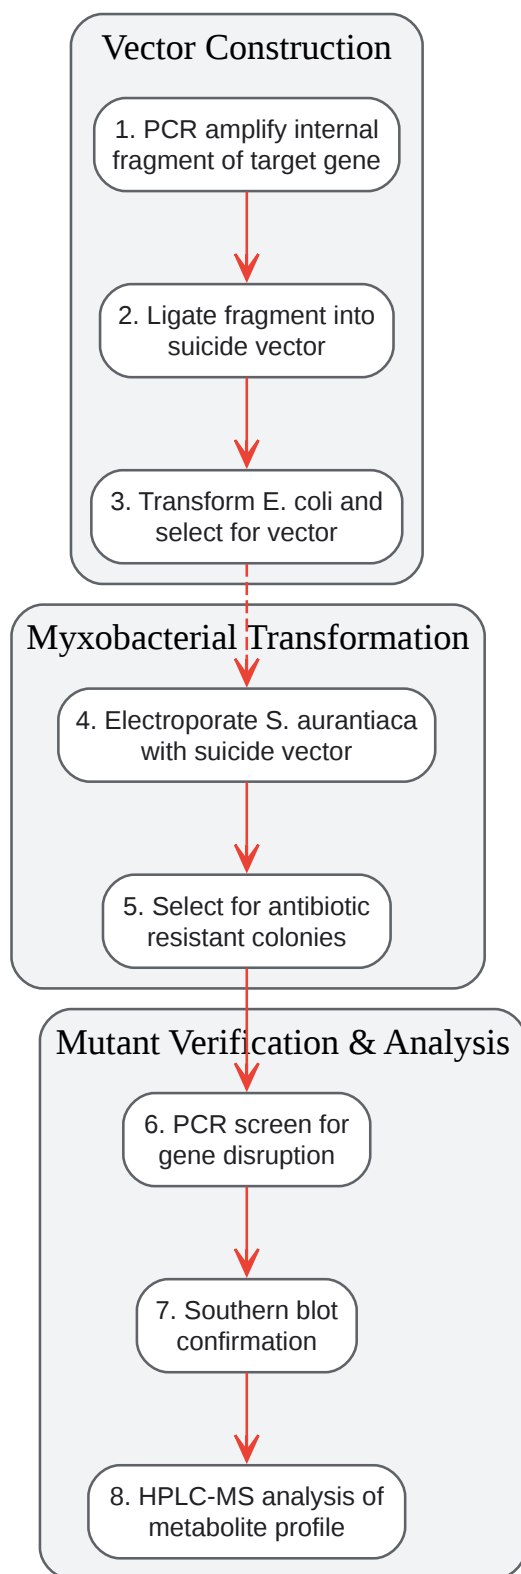 Vector Construction
1. PCR amplify internal
fragment of target gene
2. Ligate fragment into
suicide vector
3. Transform E. coli and
select for vector
Myxobacterial Transformation
4. Electroporate S. aurantiaca
with suicide vector
5. Select for antibiotic
resistant colonies
Mutant Verification & Analysis
6. PCR screen for
gene disruption
7. Southern blot
confirmation
8. HPLC-MS analysis of
metabolite profile